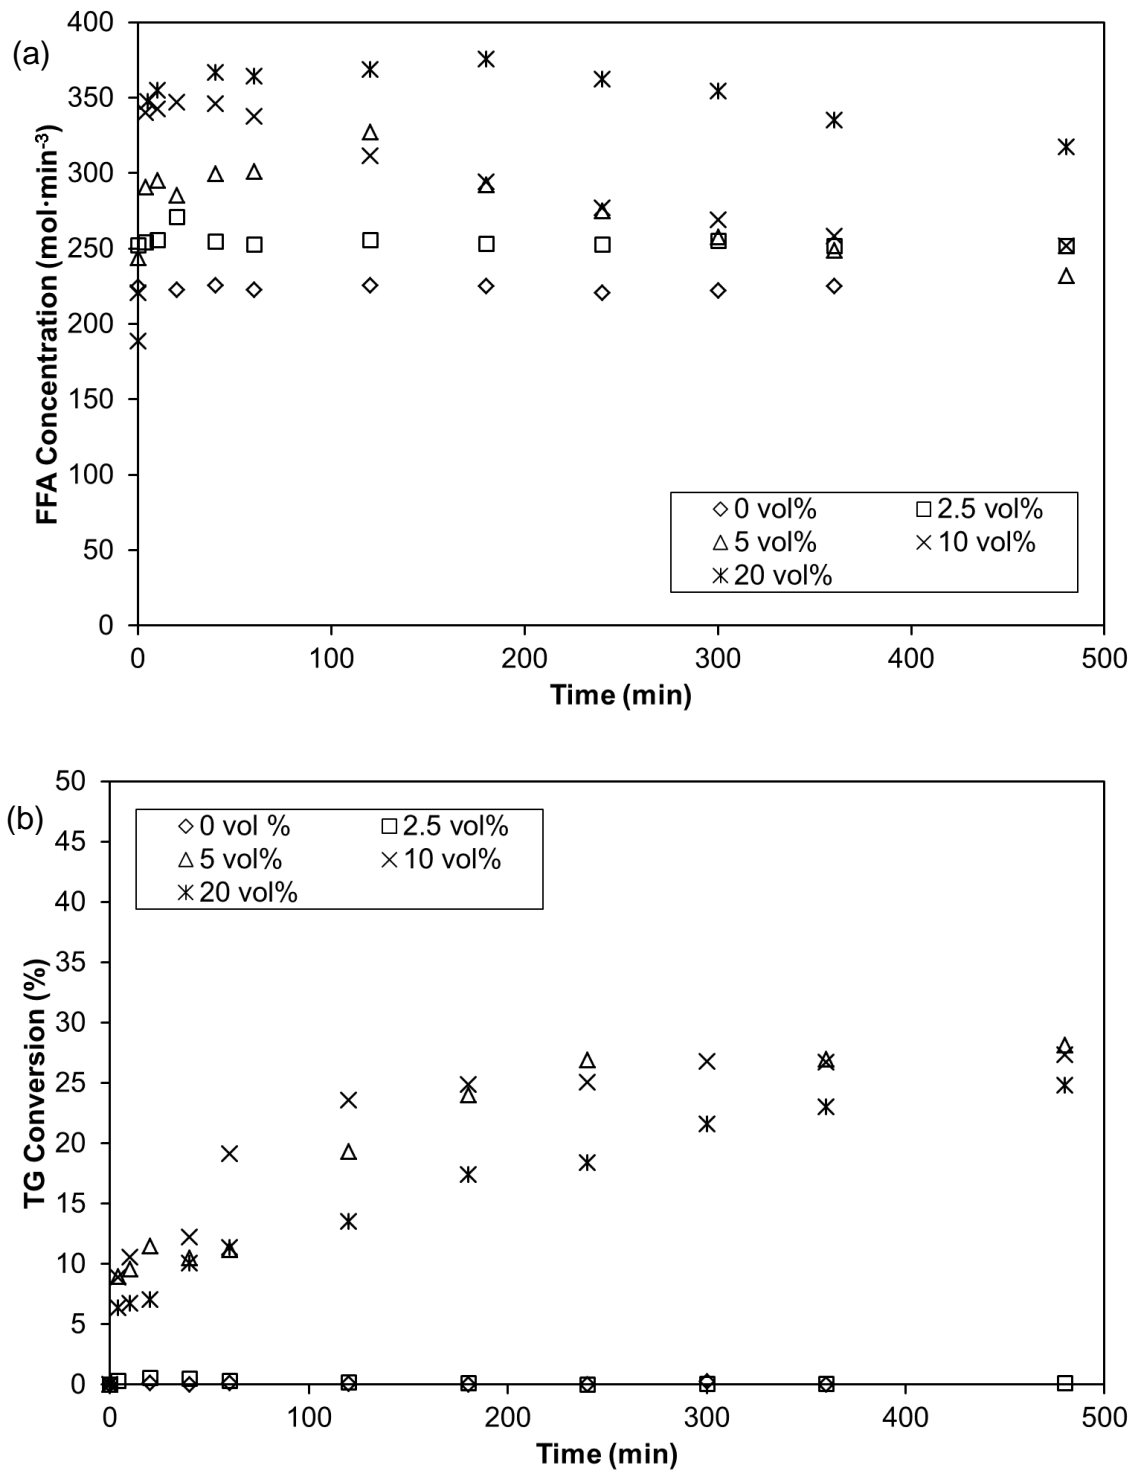 (a)
FFA Concentration (mol·min-3)
400
350
300
250
200
150
100
50
0
0 vol% 2.5 vol%
5 vol% 10 vol%
20 vol%
0 100 200 300 400 500
Time (min)
(b)
TG Conversion (%)
50
45
40
35
30
25
20
15
10
5
0
0 vol % 2.5 vol%
5 vol% 10 vol%
20 vol%
0 100 200 300 400 500
Time (min)